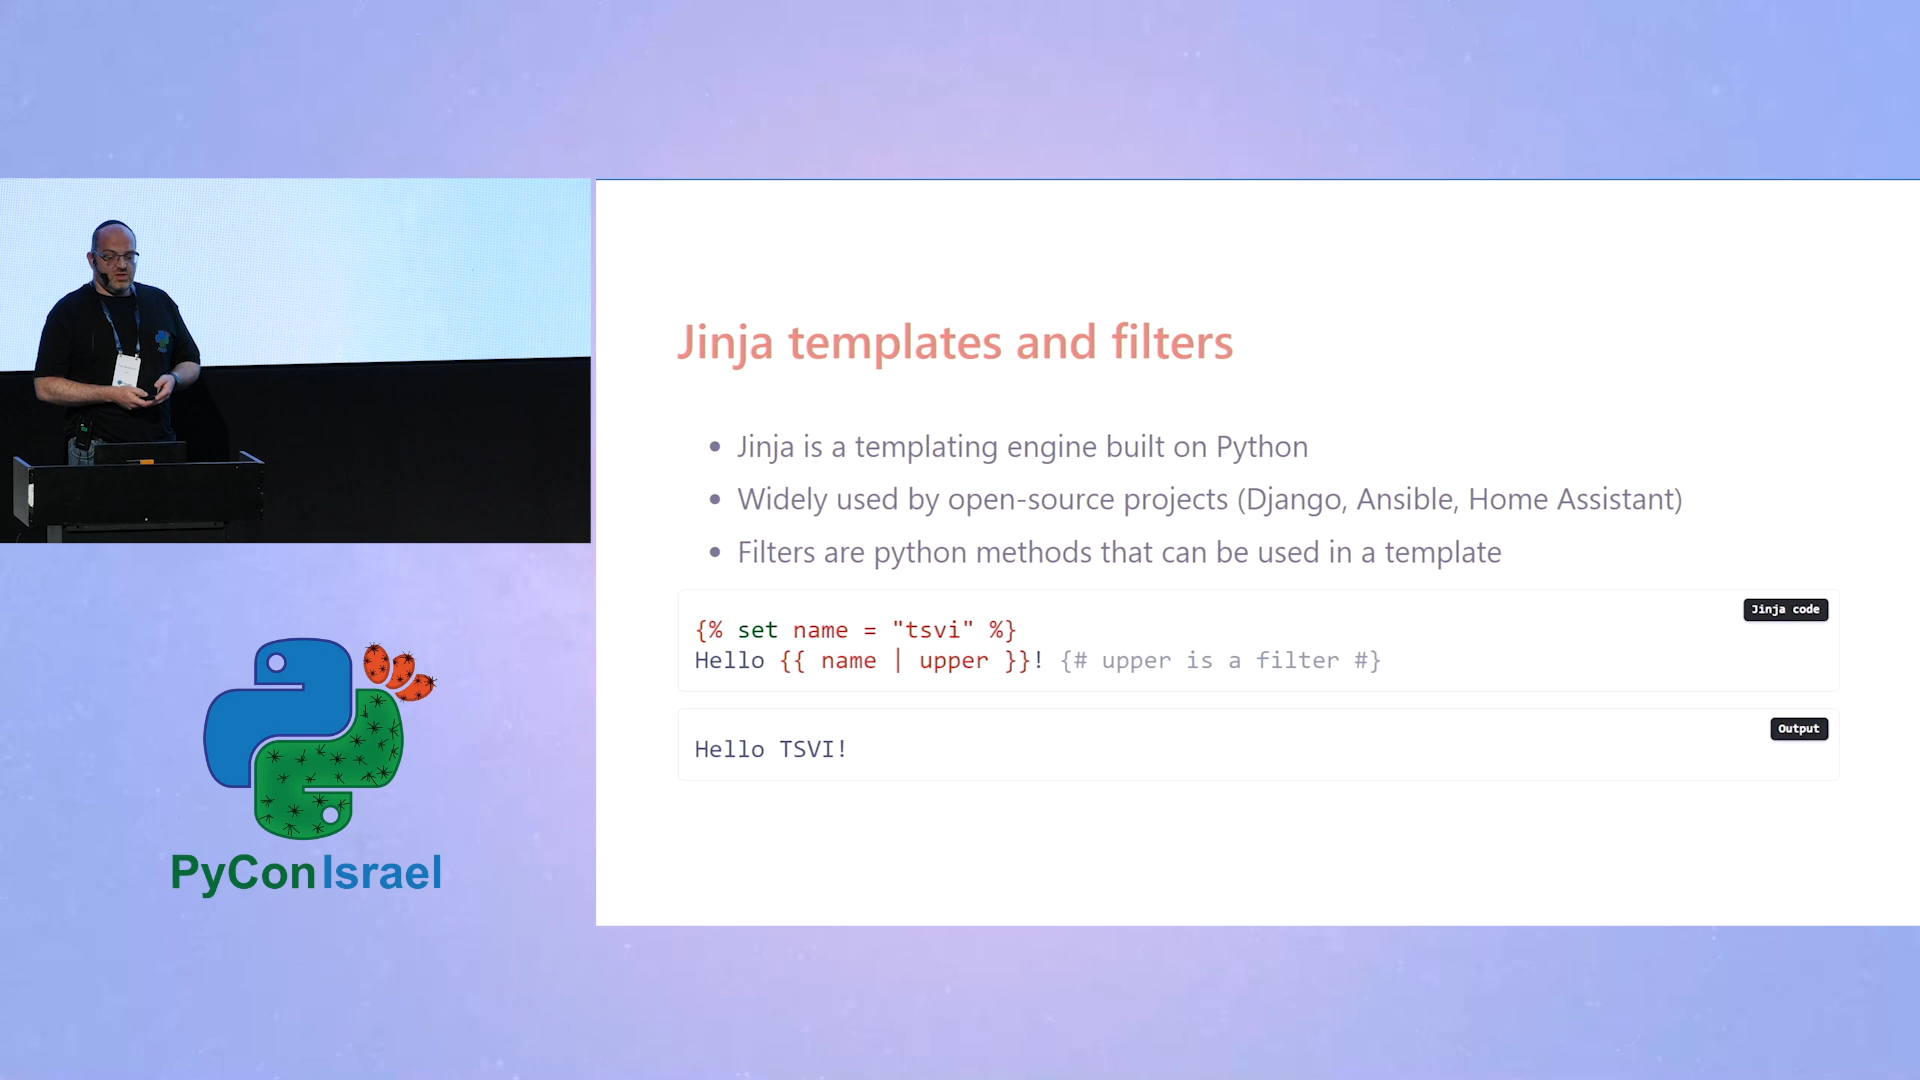 Jinja templates and filters
• Jinja is a templating engine built on Python
• Widely used by open-source projects (Django, Ansible, Home Assistant)
• Filters are python methods that can be used in a template
Jinja code
{% set name = "tsvi" %}
Hello {{ name | upper }}! {# upper is a filter #}
Output
Hello TSVI!
PyConIsrael